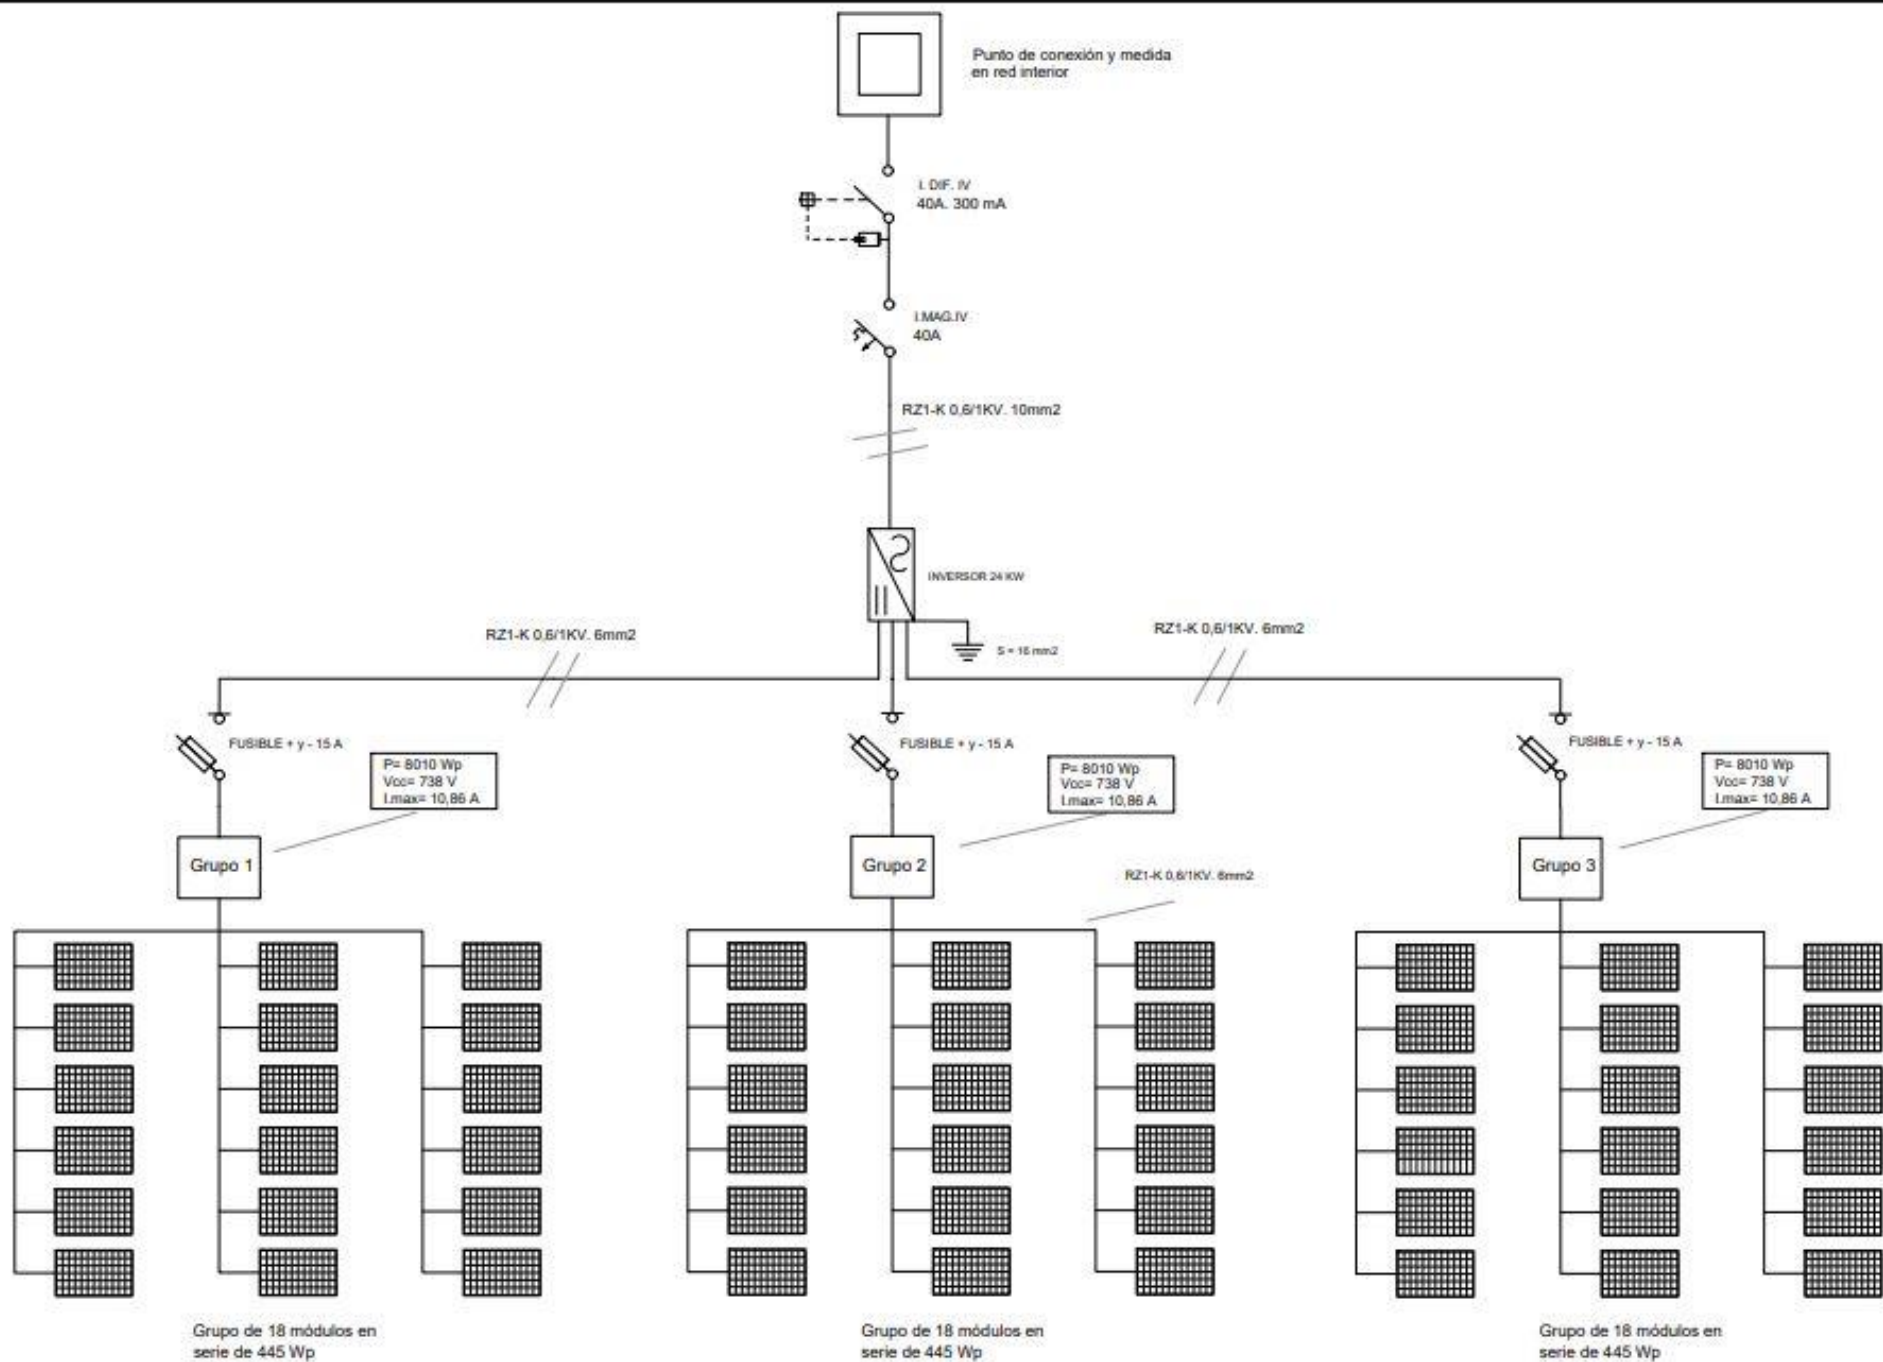 Punto de conexión y medida
en red interior
I. DIF. IV
40A. 300 mA
I.MAG.IV
40A
RZ1-K 0,6/1KV. 10mm2
INVERSOR 24 KW
RZ1-K 0,6/1KV. 6mm2
RZ1-K 0,6/1KV. 6mm2
S = 16 mm2
FUSIBLE + y - 15 A
FUSIBLE + y - 15 A
FUSIBLE + y - 15 A
P= 8010 Wp
Vcc= 738 V
I.max= 10,86 A
P= 8010 Wp
Vcc= 738 V
I.max= 10,86 A
P= 8010 Wp
Vcc= 738 V
I.max= 10,86 A
Grupo 1
Grupo 2
Grupo 3
RZ1-K 0,6/1KV. 6mm2
Grupo de 18 módulos en
serie de 445 Wp
Grupo de 18 módulos en
serie de 445 Wp
Grupo de 18 módulos en
serie de 445 Wp